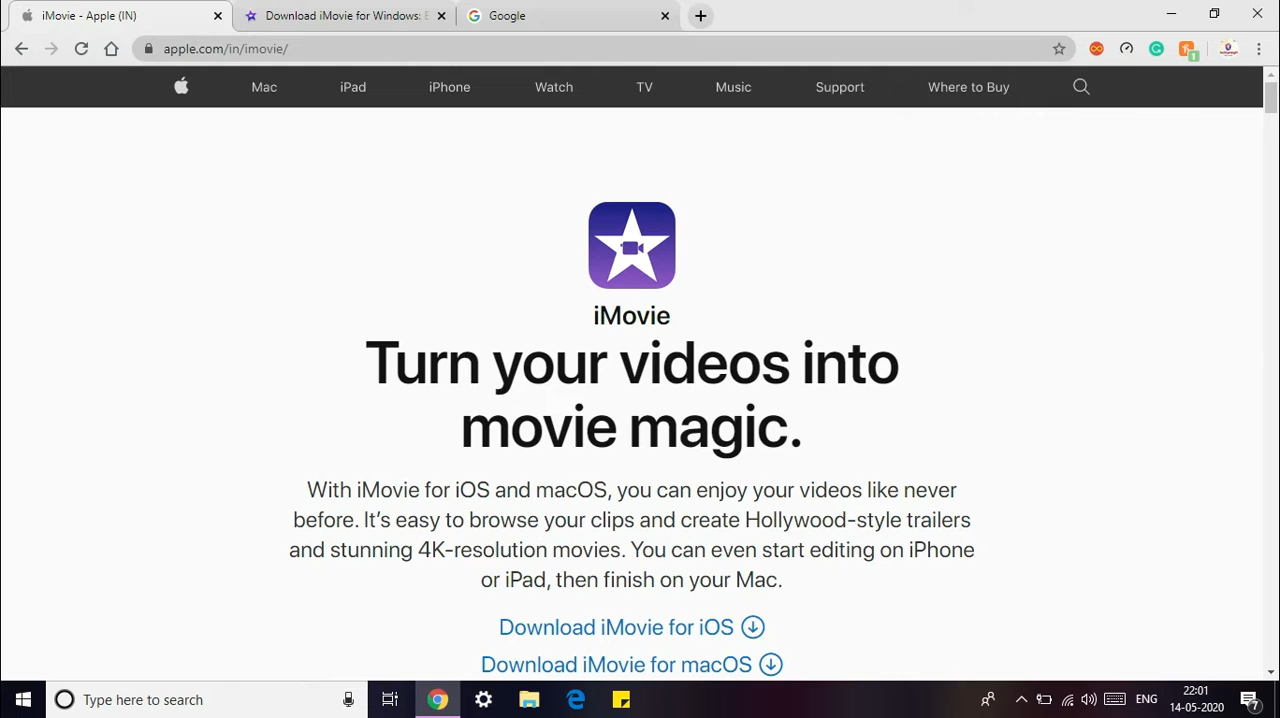 iMovie - Apple (IN)
Download iMovie for Windows: E
Google
apple.com/in/imovie/
1
Mac
iPad
iPhone
Watch
TV
Music
Support
Where to Buy
iMovie
Turn your videos into
movie magic.
With iMovie for iOS and macOS, you can enjoy your videos like never
before. It’s easy to browse your clips and create Hollywood-style trailers
and stunning 4K-resolution movies. You can even start editing on iPhone
or iPad, then finish on your Mac.
Download iMovie for iOS
Download iMovie for macOS
Type here to search
ENG
22:01
14-05-2020
7